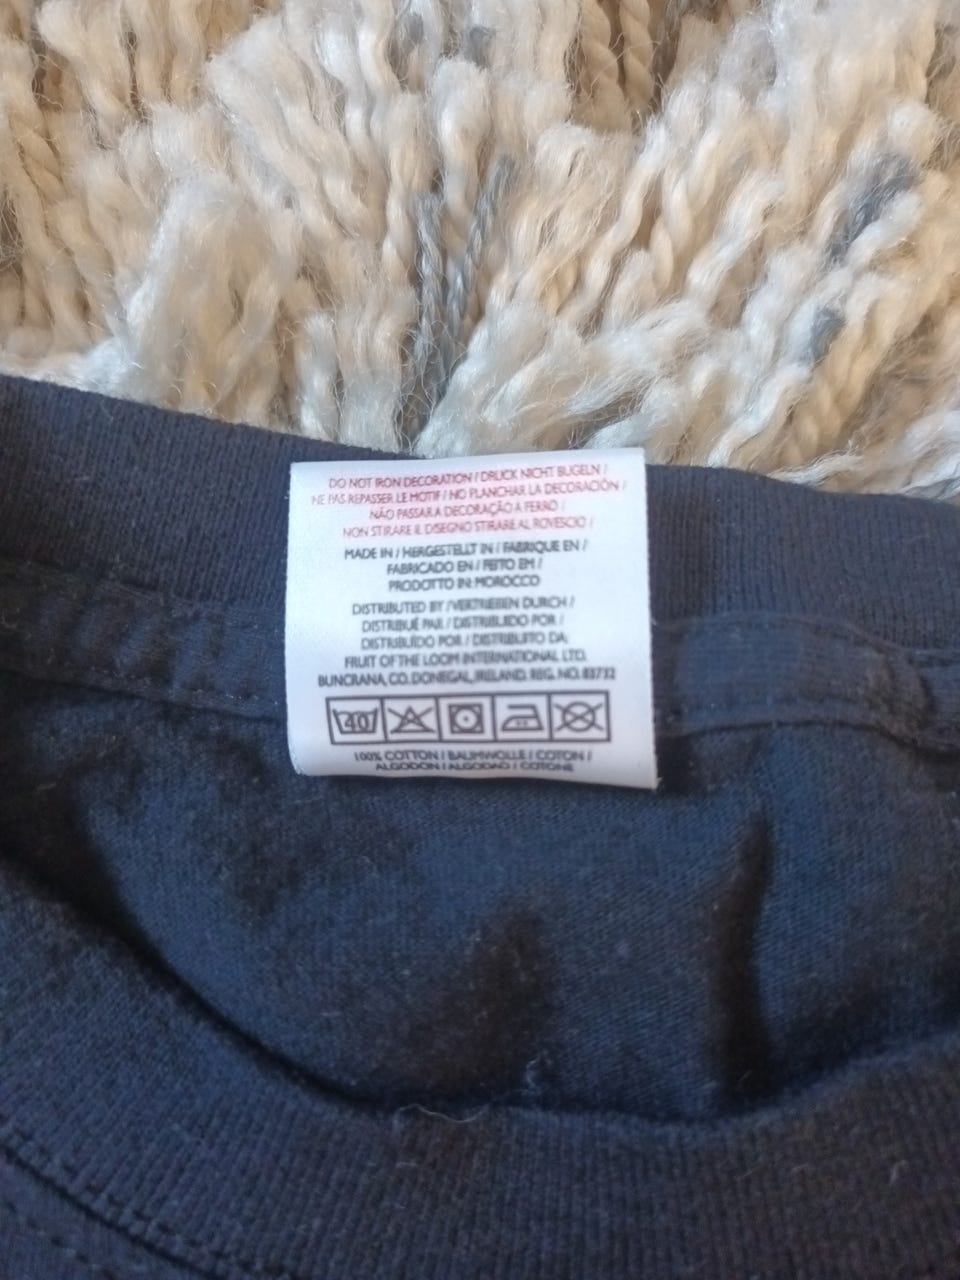 DO NOT IRON DECORATION / DRUCK NICHT BUGELN /
NE PAS REPASSER LE MOTIF / NO PLANCHAR LA DECORACIÓN /
NÃO PASSAR A DECORAÇÃO A FERRO /
NON STIRARE IL DISEGNO STIRARE AL ROVESCIO /
MADE IN / HERGESTELLT IN / FABRIQUE EN /
FABRICADO EN / FEITO EM /
PRODOTTO IN: MOROCCO
DISTRIBUTED BY /VERTRIEBEN DURCH /
DISTRIBUÉ PAR / DISTRIBUIDO POR /
DISTRIBUÍDO POR / DISTRIBUITO DA:
FRUIT OF THE LOOM INTERNATIONAL LTD.
BUNCRANA, CO. DONEGAL, IRELAND. REG. NO. 83732
40
100% COTTON / BAUMWOLLE / COTON /
ALGODON / ALGODAO / COTONE